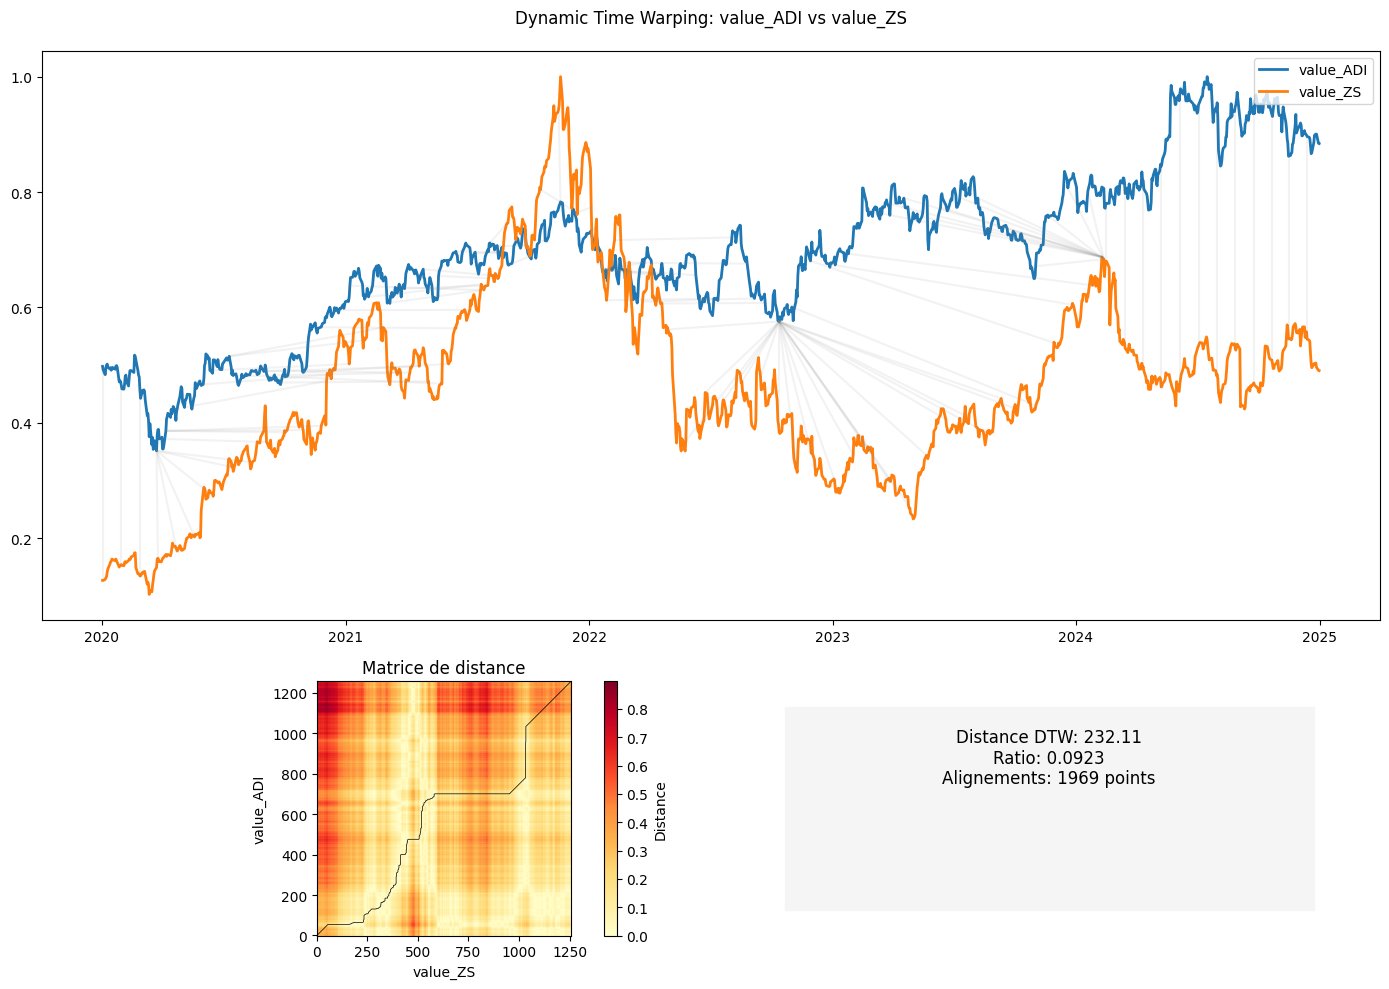 Dynamic Time Warping: value_ADI vs value_ZS
1.0
0.8
0.6
0.4
0.2
value_ADI
value_ZS
2020 2021 2022 2023 2024 2025
Matrice de distance
value_ADI
1200
1000
800
600
400
200
0
0 250 500 750 1000 1250
value_ZS
0.8
0.7
0.6
0.5
0.4
0.3
0.2
0.1
0.0
Distance
Distance DTW: 232.11
Ratio: 0.0923
Alignements: 1969 points